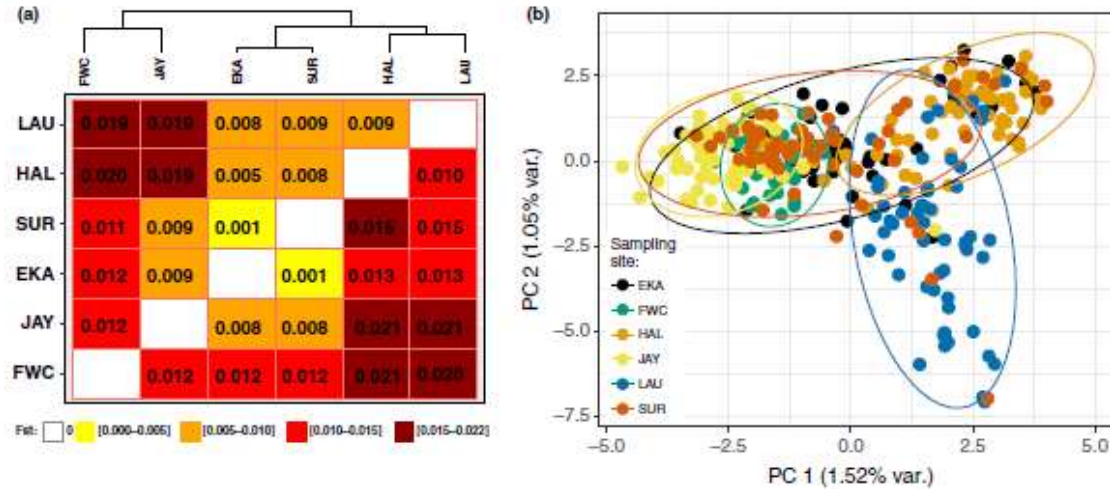 (a)
FWC JAY EKA SUR HAL LAU
LAU 0.019 0.019 0.008 0.009 0.009
HAL 0.020 0.019 0.005 0.008 0.010
SUR 0.011 0.009 0.001 0.015
EKA 0.012 0.009 0.001 0.013 0.013
JAY 0.012 0.008 0.008 0.021 0.021
FWC 0.012 0.012 0.012 0.021 0.020
Fst: 0 [0.000–0.005] [0.005–0.010] [0.010–0.015] [0.015–0.022]
(b)
PC 2 (1.05% var.)
2.5
0.0
−2.5
−5.0
−7.5
Sampling
site:
EKA
FWC
HAL
JAY
LAU
SUR
−5.0 −2.5 0.0 2.5 5.0
PC 1 (1.52% var.)